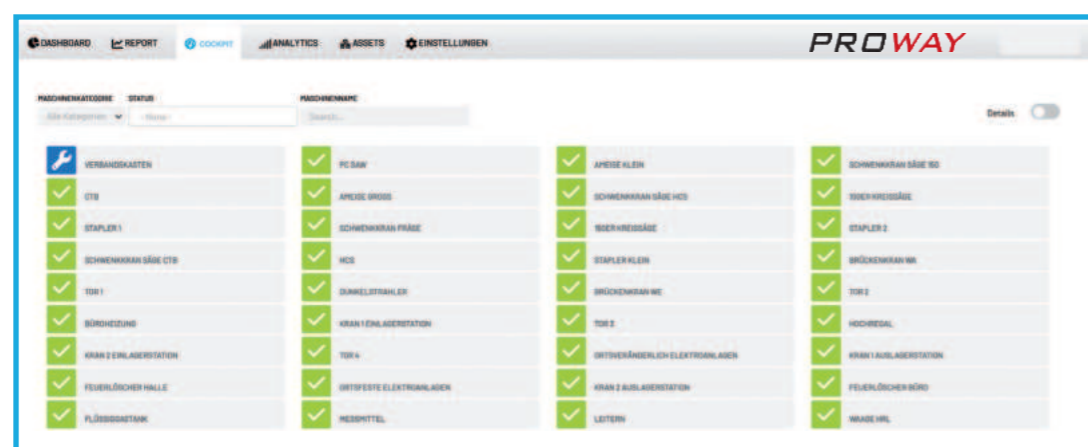 DASHBOARD REPORT COCKPIT ANALYTICS ASSETS EINSTELLUNGEN PROWAY
MASCHINENKATEGORIE STATUS MASCHINENNAME
Alle Kategorien - None - Search... Details
VERBANDSKASTEN PC SAW AMEISE KLEIN SCHWENKKRAN SÄGE 150
CTB AMEISE GROSS SCHWENKKRAN SÄGE HCS KREISSÄGE
STAPLER 1 SCHWENKKRAN FRÄSE KREISSÄGE STAPLER 2
SCHWENKKRAN SÄGE CTB HCS STAPLER KLEIN BRÜCKENKRAN WA
TOR 1 DUNKELSTRAHLER BRÜCKENKRAN WE TOR 2
BÜROHEIZUNG KRAN 1 EINLAGERSTATION TOR 3 HOCHREGAL
KRAN 2 EINLAGERSTATION TOR 4 ORTSVERÄNDERLICH ELEKTROANLAGEN KRAN 1 AUSLAGERSTATION
FEUERLÖSCHER HALLE ORTSFESTE ELEKTROANLAGEN KRAN 2 AUSLAGERSTATION FEUERLÖSCHER BÜRO
FLÜSSIGGASTANK MESSMITTEL LEITERN WAAGE HRL